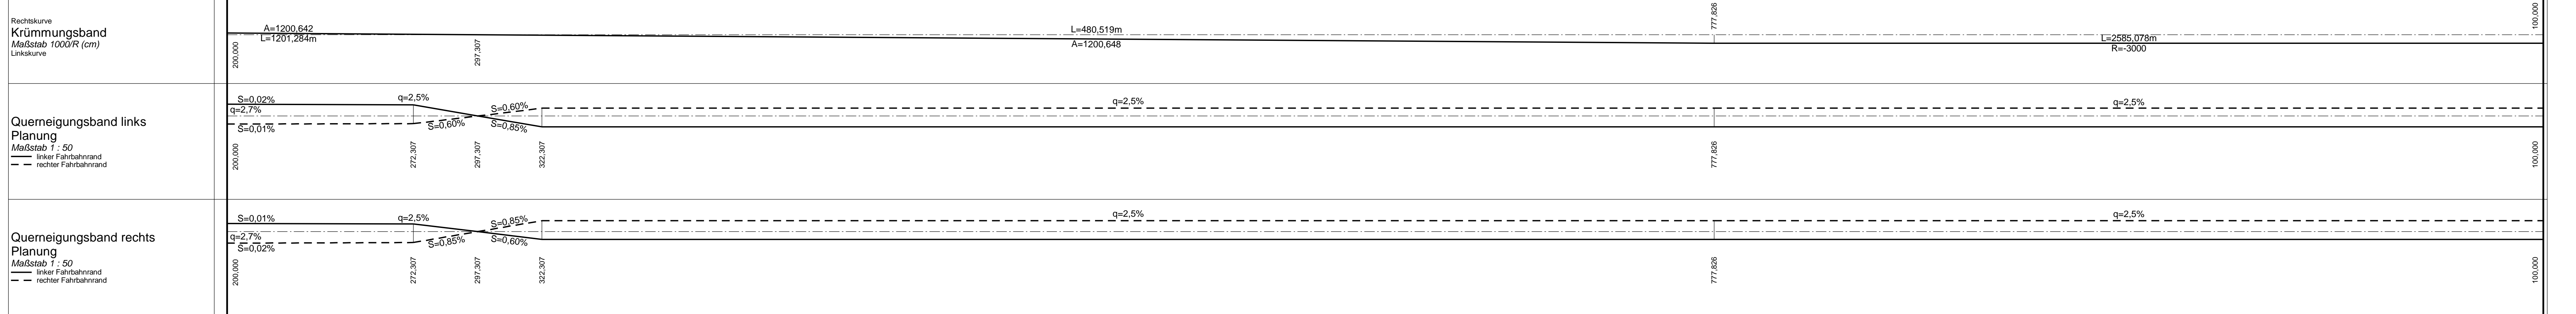 Rechtskurve
Krümmungsband
Maßstab 1000/R (cm)
Linkskurve
A=1200,642
L=1201,284m
200,000
297,307
L=480,519m
A=1200,648
777,826
L=2585,078m
R=-3000
100,000
Querneigungsband links
Planung
Maßstab 1 : 50
linker Fahrbahnrand
rechter Fahrbahnrand
S=0,02%
q=2,7%
S=0,01%
q=2,5%
S=0,60%
S=0,60%
S=0,85%
q=2,5%
q=2,5%
200,000
272,307
297,307
322,307
777,826
100,000
Querneigungsband rechts
Planung
Maßstab 1 : 50
linker Fahrbahnrand
rechter Fahrbahnrand
S=0,01%
q=2,7%
S=0,02%
q=2,5%
S=0,85%
S=0,85%
S=0,60%
q=2,5%
q=2,5%
200,000
272,307
297,307
322,307
777,826
100,000